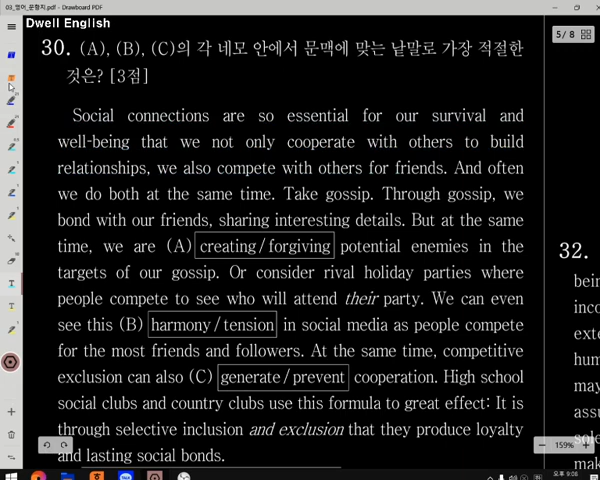 03_영어_문항지.pdf - Drawboard PDF
Dwell English
5 / 8
30. (A), (B), (C)의 각 네모 안에서 문맥에 맞는 낱말로 가장 적절한
것은? [3점]
Social connections are so essential for our survival and
well-being that we not only cooperate with others to build
relationships, we also compete with others for friends. And often
we do both at the same time. Take gossip. Through gossip, we
bond with our friends, sharing interesting details. But at the same
time, we are (A) creating / forgiving potential enemies in the
targets of our gossip. Or consider rival holiday parties where
people compete to see who will attend their party. We can even
see this (B) harmony / tension in social media as people compete
for the most friends and followers. At the same time, competitive
exclusion can also (C) generate / prevent cooperation. High school
social clubs and country clubs use this formula to great effect: It is
through selective inclusion and exclusion that they produce loyalty
and lasting social bonds.
32.
bein
inco
exte
hum
may
assu
sole
mak
159%
오후 9:08